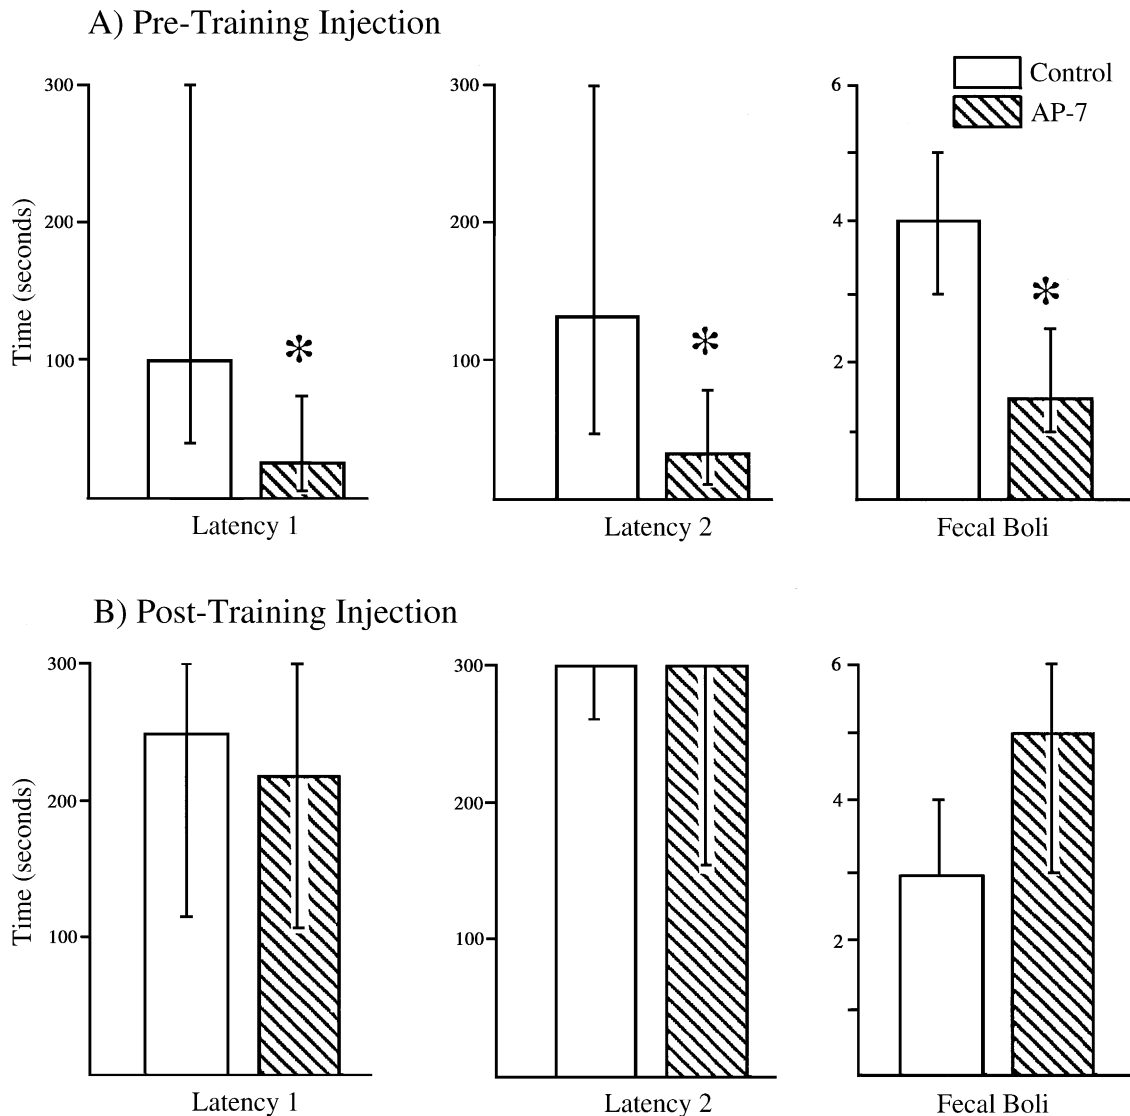 A) Pre-Training Injection
Control
AP-7
Time (seconds)
300
200
100
Latency 1
300
200
100
Latency 2
6
4
2
*
*
*
Fecal Boli
B) Post-Training Injection
Time (seconds)
300
200
100
Latency 1
300
200
100
Latency 2
6
4
2
Fecal Boli